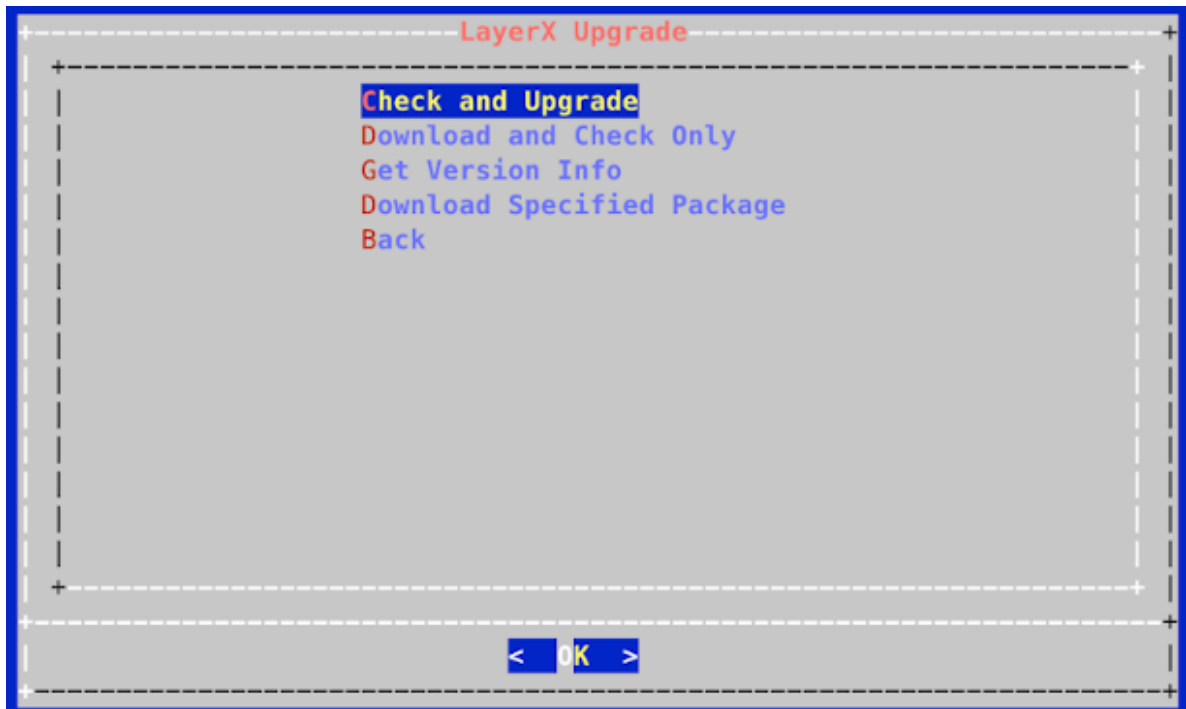 LayerX Upgrade
Check and Upgrade
Download and Check Only
Get Version Info
Download Specified Package
Back
<  OK  >